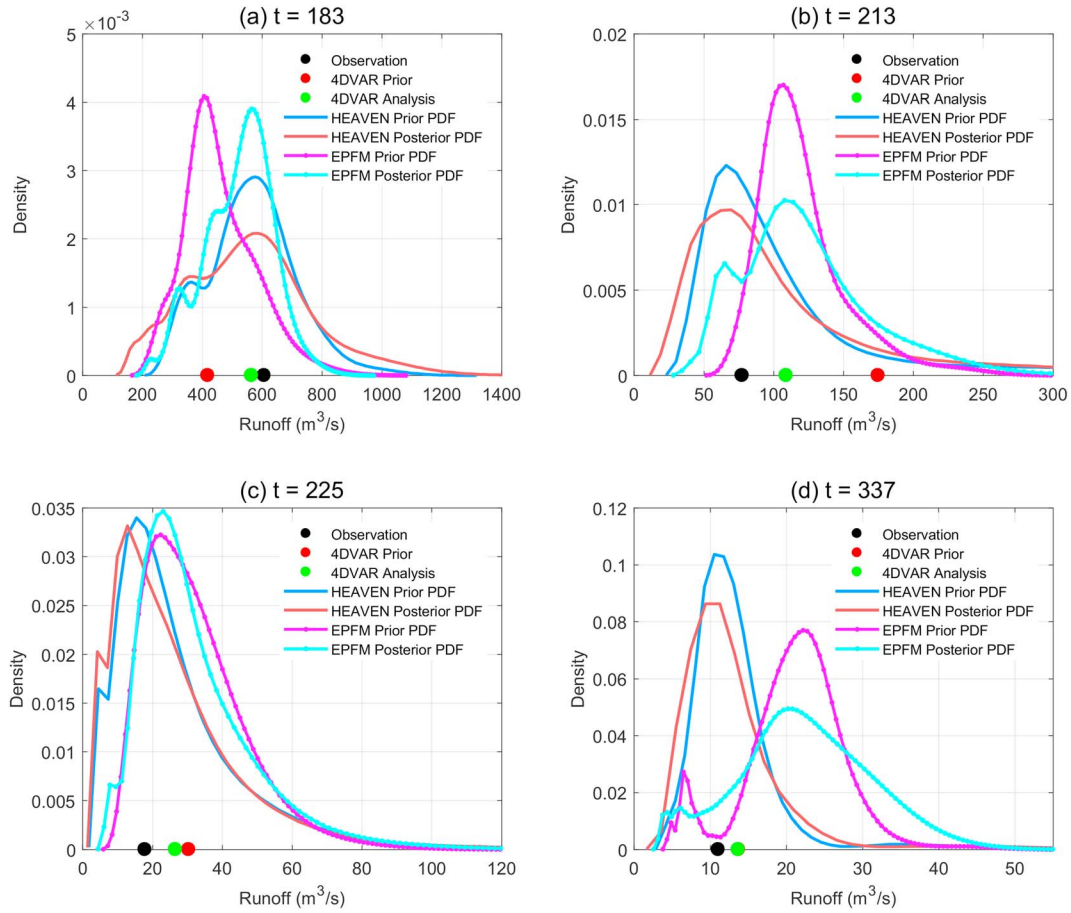 (a) t = 183
×10⁻³
5
4
3
2
1
0
Density
0 200 400 600 800 1000 1200 1400
Runoff (m³/s)
Observation
4DVAR Prior
4DVAR Analysis
HEAVEN Prior PDF
HEAVEN Posterior PDF
EPFM Prior PDF
EPFM Posterior PDF
(b) t = 213
0.02
0.015
0.01
0.005
0
Density
0 50 100 150 200 250 300
Runoff (m³/s)
Observation
4DVAR Prior
4DVAR Analysis
HEAVEN Prior PDF
HEAVEN Posterior PDF
EPFM Prior PDF
EPFM Posterior PDF
(c) t = 225
0.035
0.03
0.025
0.02
0.015
0.01
0.005
0
Density
0 20 40 60 80 100 120
Runoff (m³/s)
Observation
4DVAR Prior
4DVAR Analysis
HEAVEN Prior PDF
HEAVEN Posterior PDF
EPFM Prior PDF
EPFM Posterior PDF
(d) t = 337
0.12
0.1
0.08
0.06
0.04
0.02
0
Density
0 10 20 30 40 50
Runoff (m³/s)
Observation
4DVAR Prior
4DVAR Analysis
HEAVEN Prior PDF
HEAVEN Posterior PDF
EPFM Prior PDF
EPFM Posterior PDF